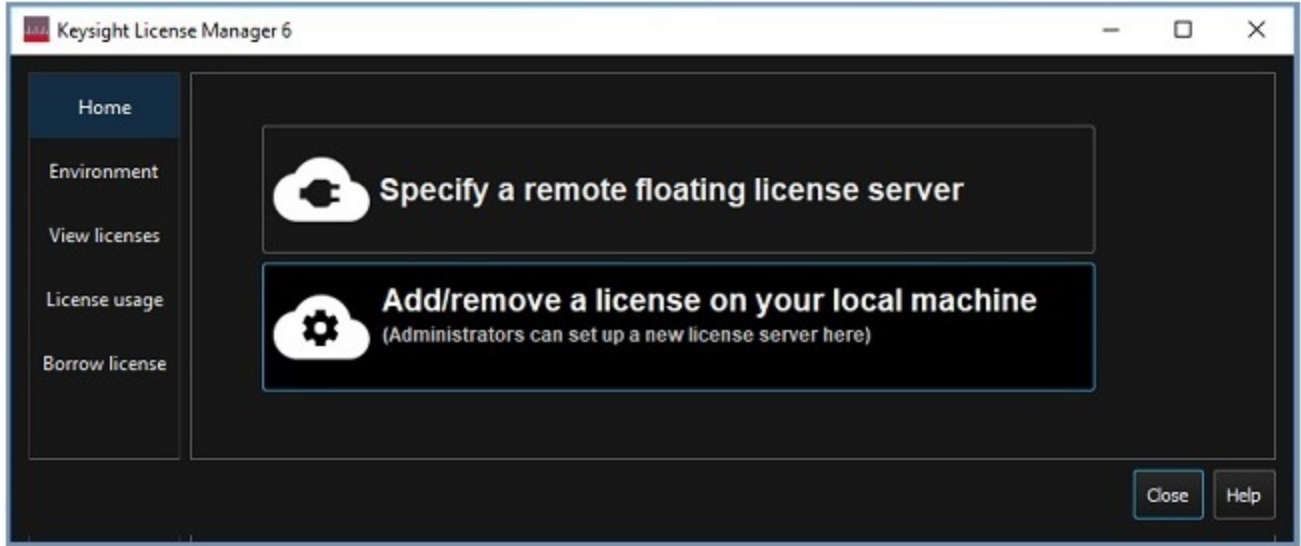 Keysight License Manager 6
Home
Environment
View licenses
License usage
Borrow license
Specify a remote floating license server
Add/remove a license on your local machine
(Administrators can set up a new license server here)
Close
Help